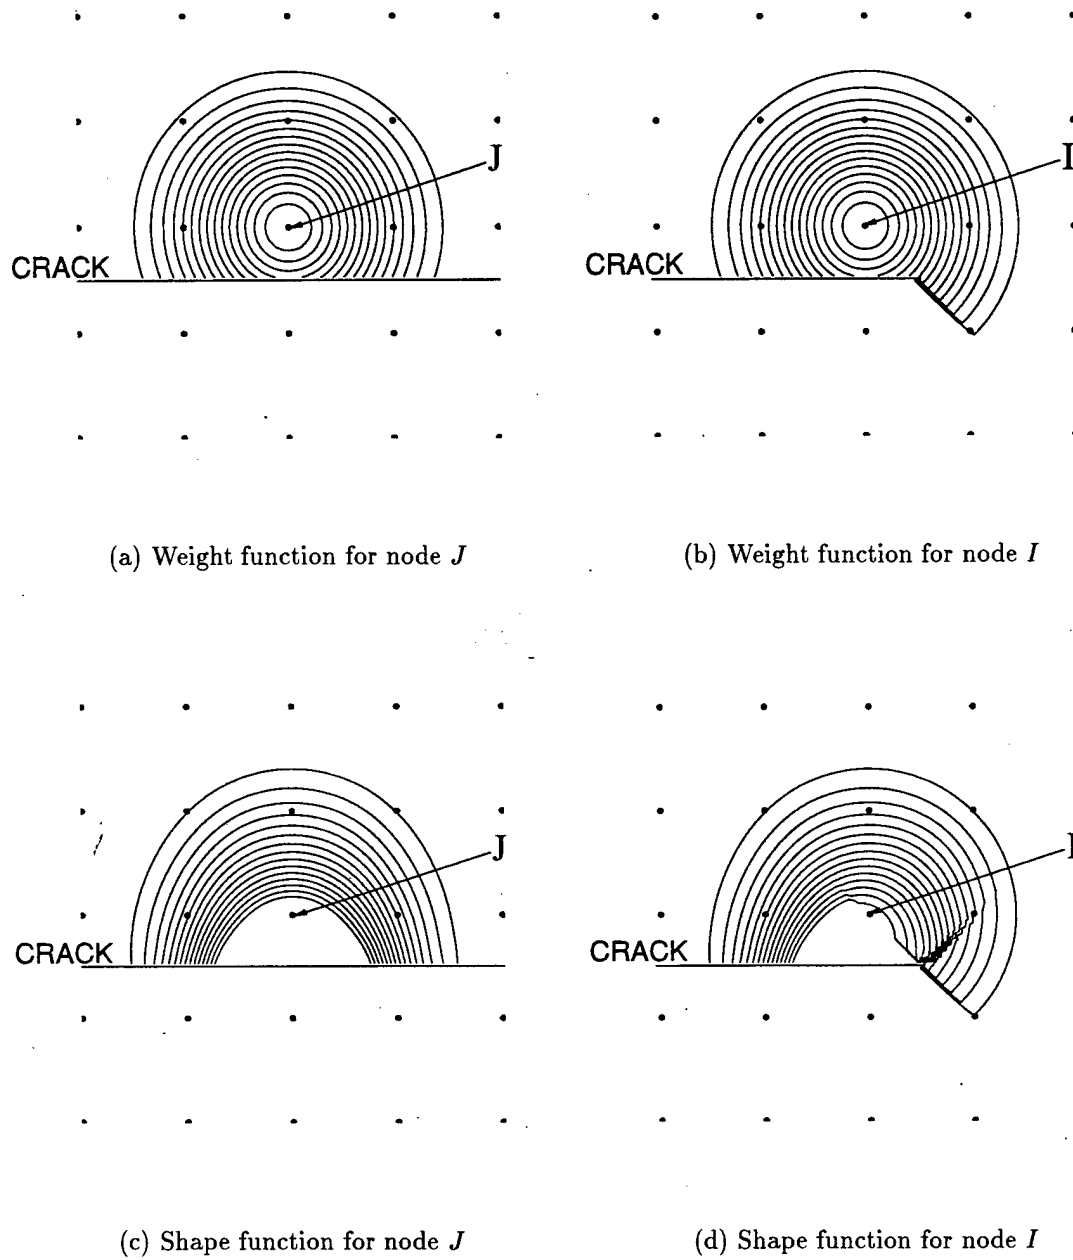 J
I
CRACK
CRACK
(a) Weight function for node J
(b) Weight function for node I
J
I
CRACK
CRACK
(c) Shape function for node J
(d) Shape function for node I